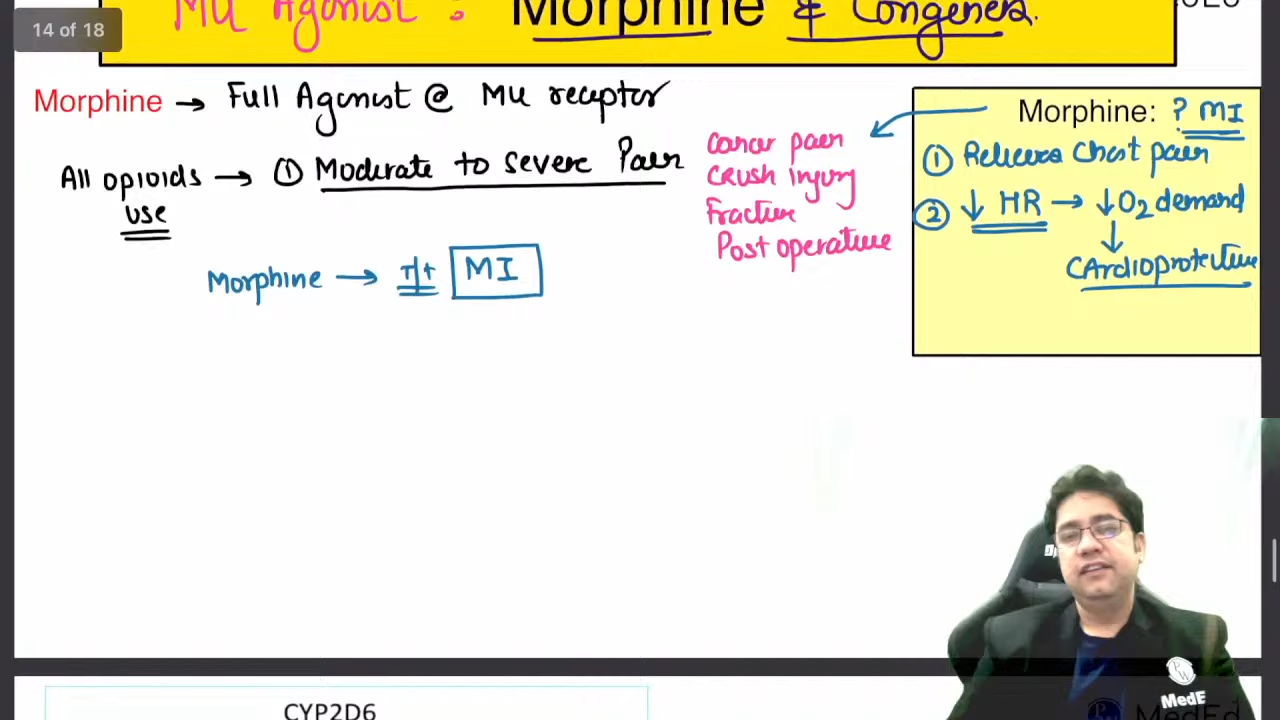 14 of 18
MU Agonist : Morphine & Congeners.
Morphine → Full Agonist @ MU receptor
All opioids → ① Moderate to severe Pain
use
Cancer pain
Crush injury
Fracture
Post operative
Morphine → MI
Morphine: ? MI
① Relieves Chest pain
② ↓ HR → ↓ O2 demand
↓
CArdioprotective
CYP2D6
PW
MedE
MedEd